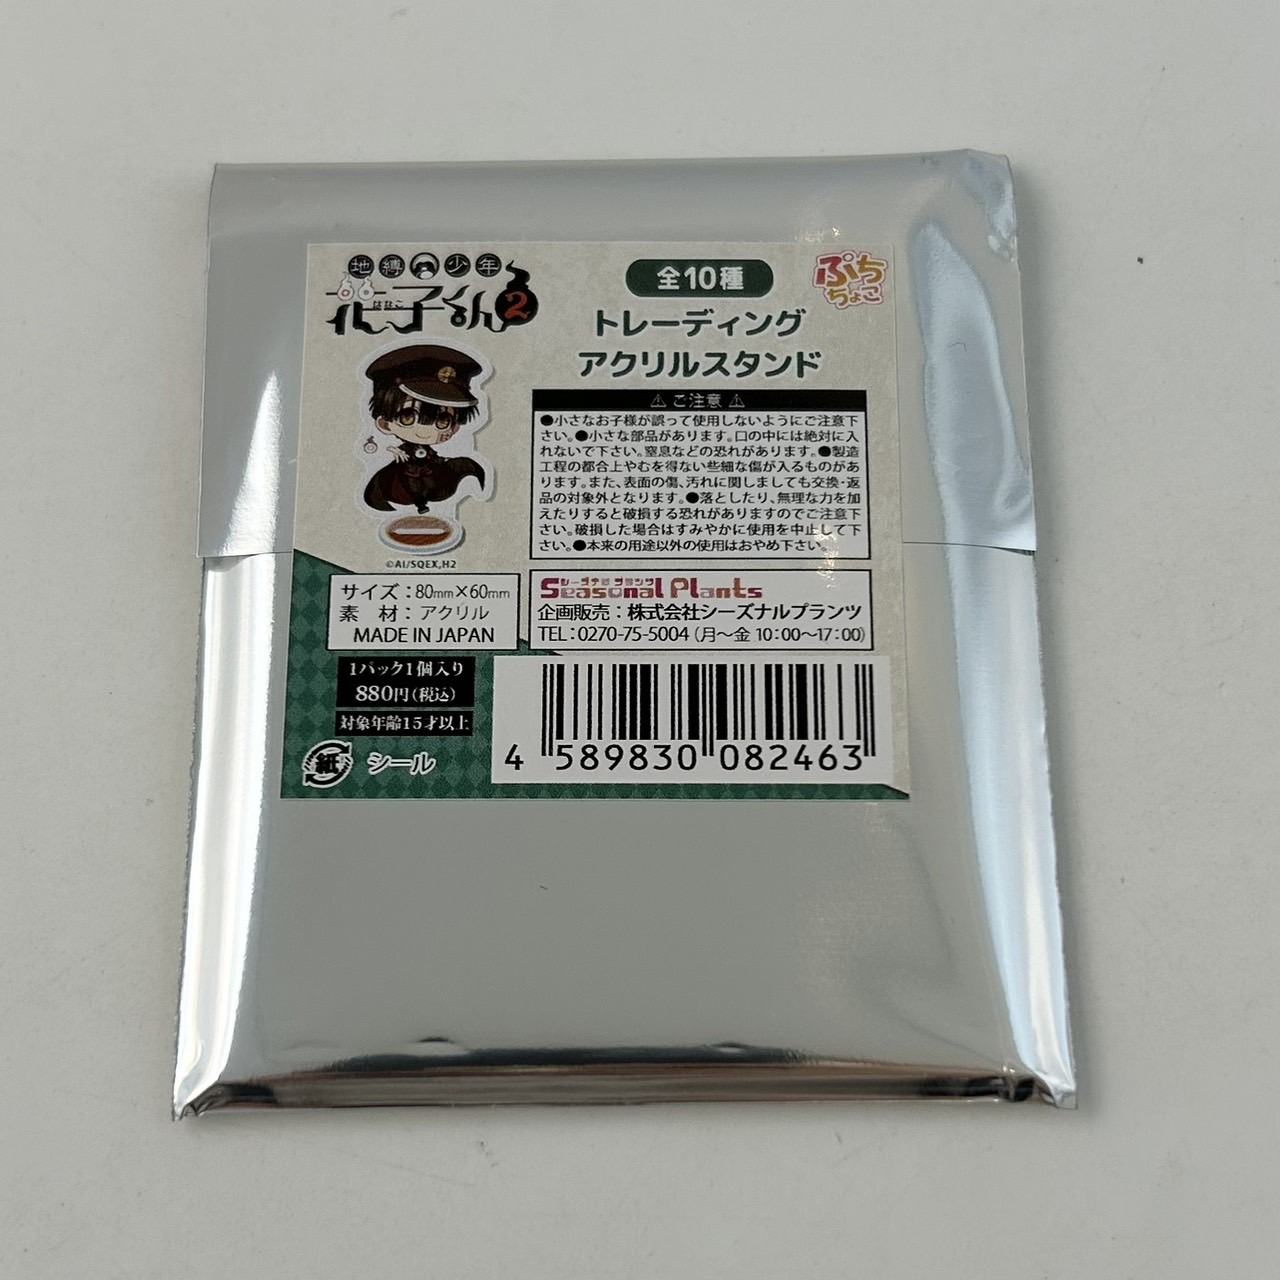 地縛少年
花子くん2
はなこ
全10種
ぷち
ちょこ
トレーディング
アクリルスタンド
⚠ ご注意 ⚠
●小さなお子様が誤って使用しないようにご注意下
さい。●小さな部品があります。口の中には絶対に入
れないで下さい。窒息などの恐れがあります。●製造
工程の都合上やむを得ない些細な傷が入るものがあ
ります。また、表面の傷、汚れに関しましても交換・返
品の対象外となります。●落としたり、無理な力を加
えたりすると破損する恐れがありますのでご注意下
さい。破損した場合はすみやかに使用を中止して下
さい。●本来の用途以外の使用はおやめ下さい。
©AI/SQEX,H2
サイズ:80mm×60mm
素 材:アクリル
MADE IN JAPAN
シーズナル プランツ
Seasonal Plants
企画販売:株式会社シーズナルプランツ
TEL:0270-75-5004(月〜金 10:00〜17:00)
1パック1個入り
880円(税込)
対象年齢15才以上
紙 シール
4 589830 082463